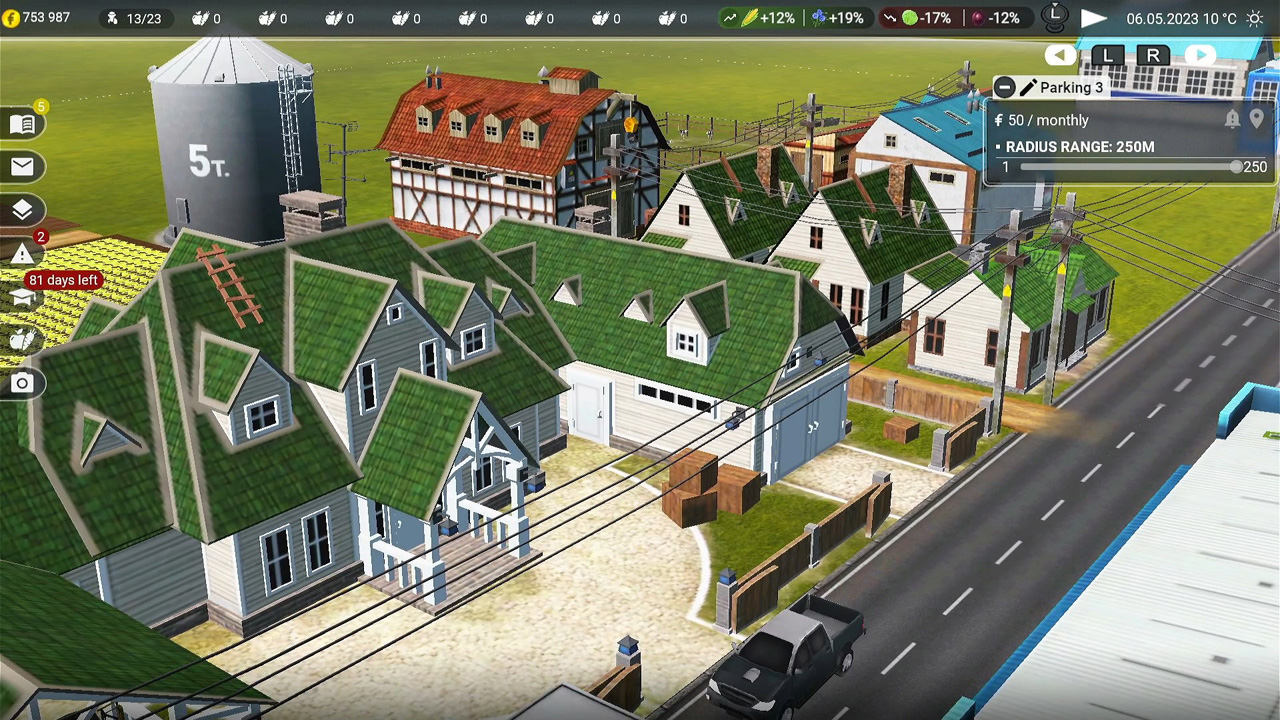 753 987 13/23 0 0 0 0 0 0 0 0 +12% +19% -17% -12% L 06.05.2023 10 °C
L R
Parking 3
f 50 / monthly
▪ RADIUS RANGE: 250M
1 250
5
2
81 days left
5T.